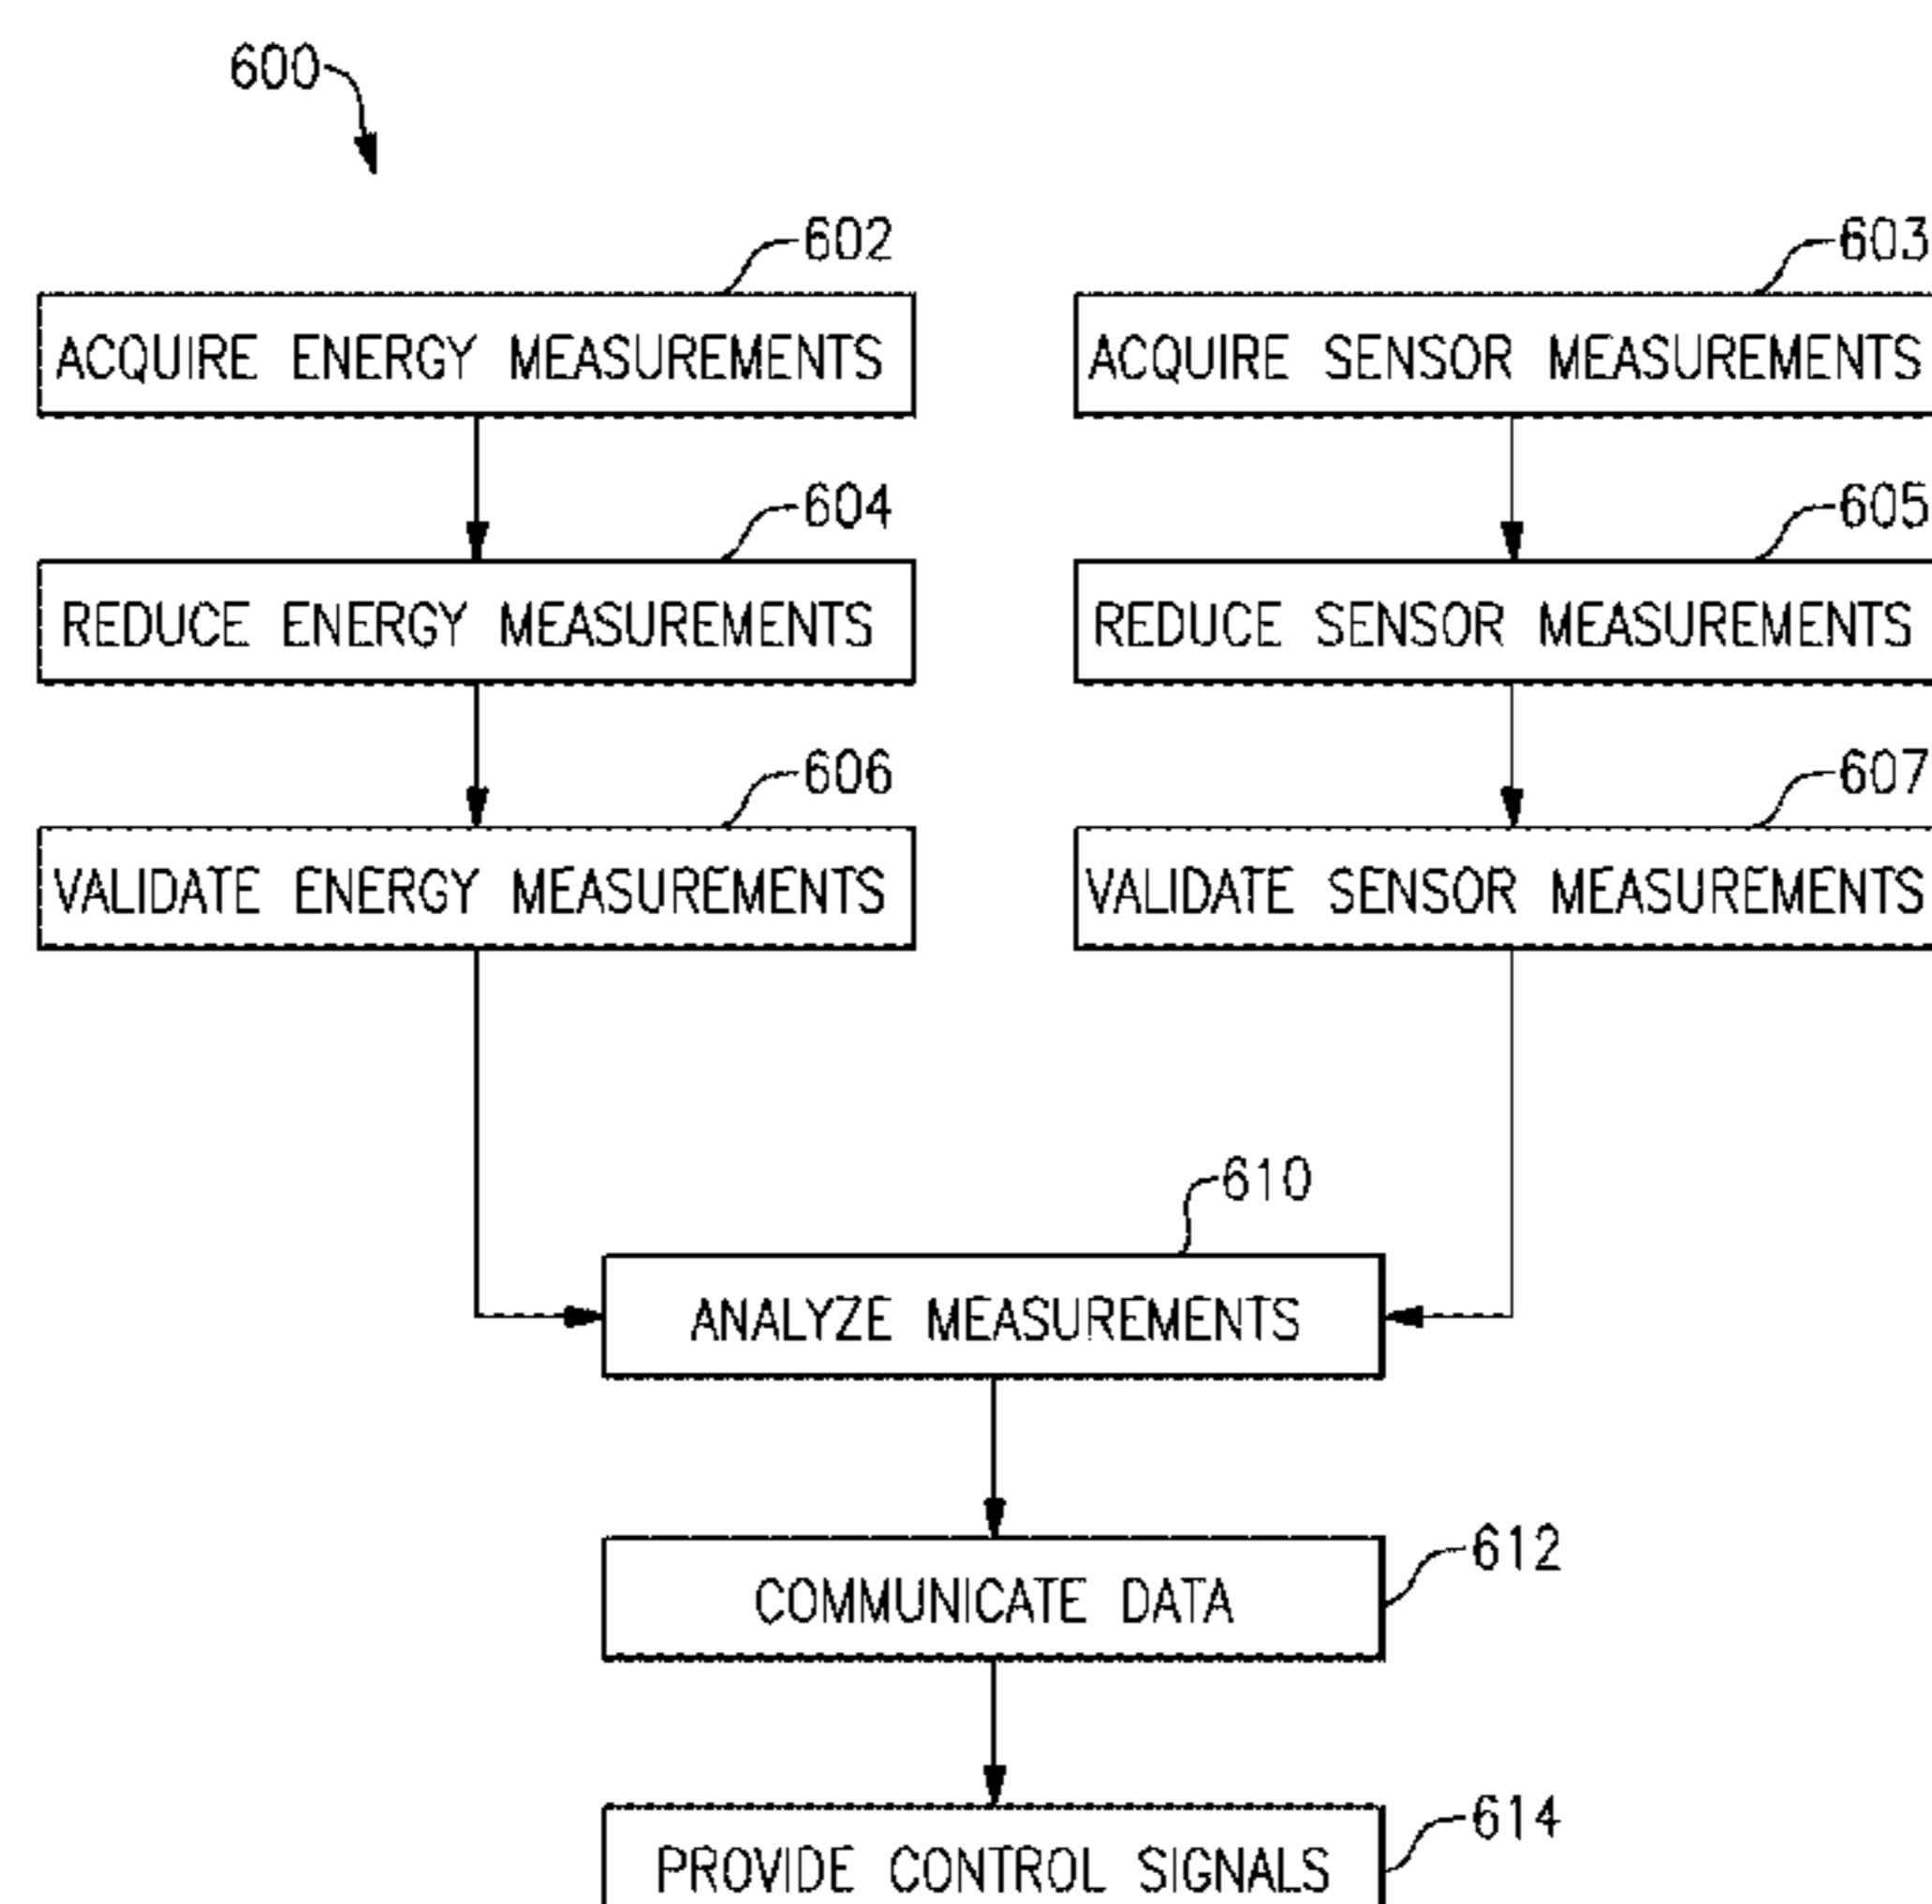 600
602
603
ACQUIRE ENERGY MEASUREMENTS
ACQUIRE SENSOR MEASUREMENTS
604
605
REDUCE ENERGY MEASUREMENTS
REDUCE SENSOR MEASUREMENTS
606
607
VALIDATE ENERGY MEASUREMENTS
VALIDATE SENSOR MEASUREMENTS
610
ANALYZE MEASUREMENTS
612
COMMUNICATE DATA
614
PROVIDE CONTROL SIGNALS